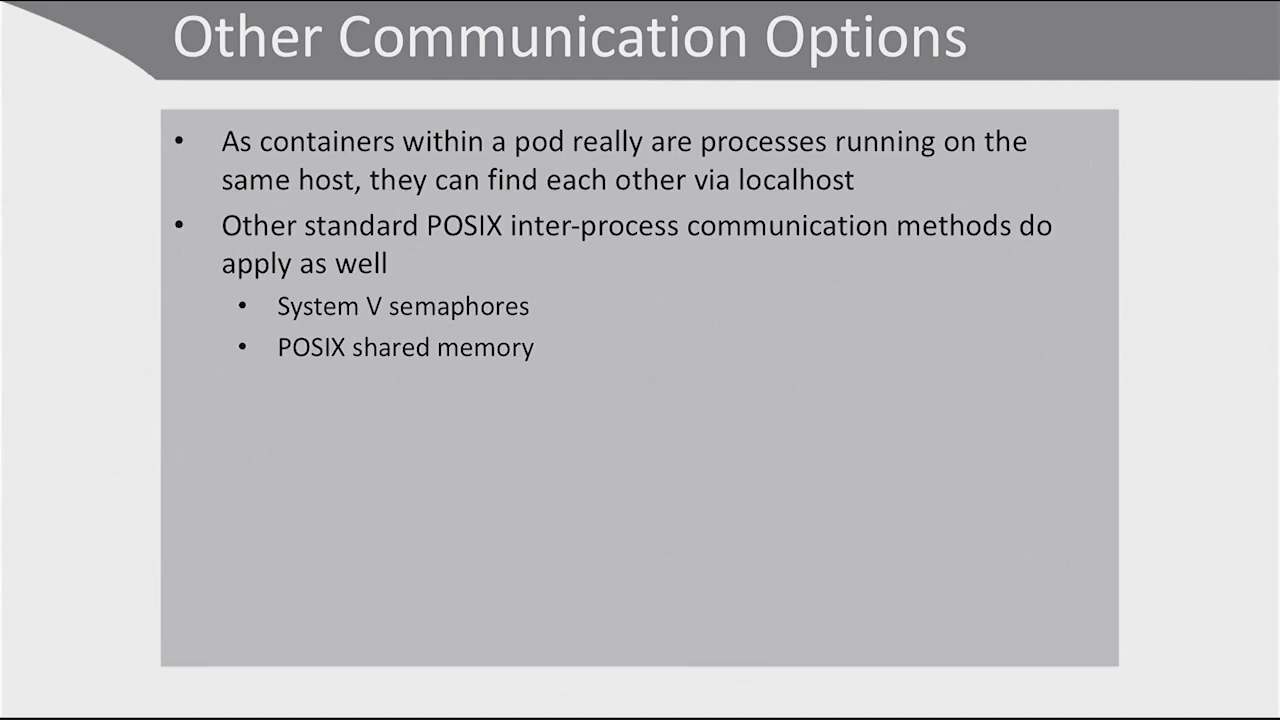 Other Communication Options
• As containers within a pod really are processes running on the
same host, they can find each other via localhost
• Other standard POSIX inter-process communication methods do
apply as well
• System V semaphores
• POSIX shared memory